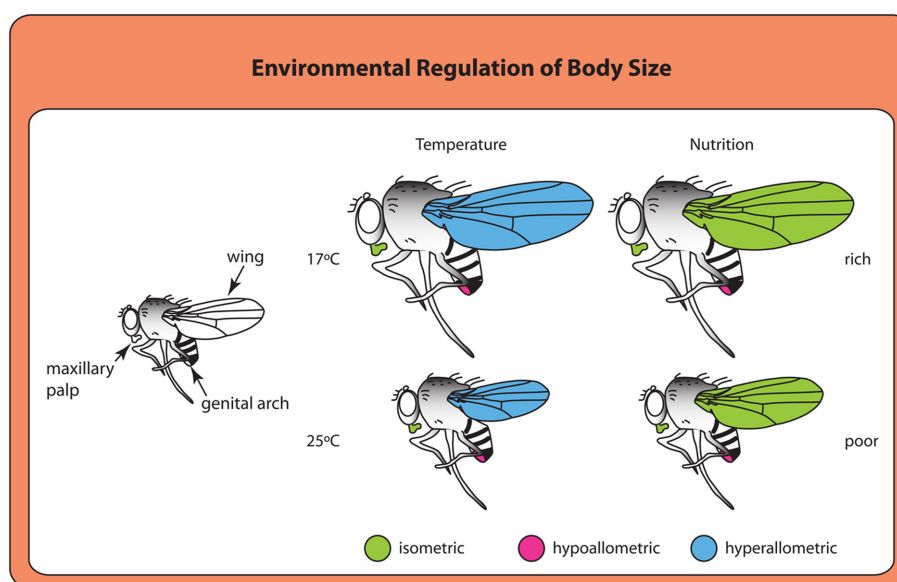 Environmental Regulation of Body Size
Temperature
Nutrition
wing
maxillary
palp
genital arch
17ºC
rich
25ºC
poor
isometric
hypoallometric
hyperallometric